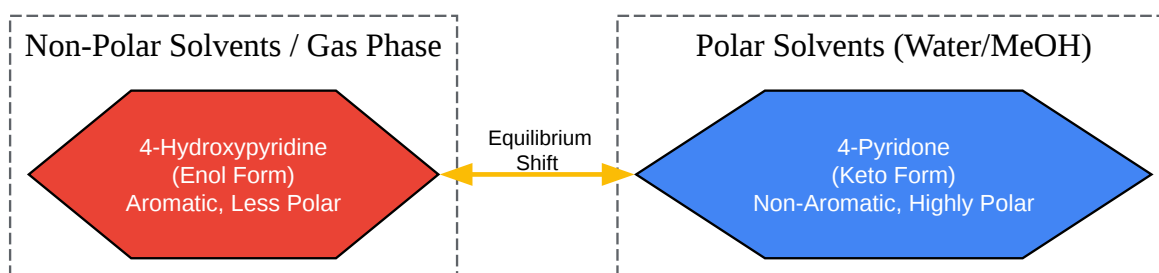 Non-Polar Solvents / Gas Phase
4-Hydroxypyridine
(Enol Form)
Aromatic, Less Polar
Equilibrium
Shift
Polar Solvents (Water/MeOH)
4-Pyridone
(Keto Form)
Non-Aromatic, Highly Polar